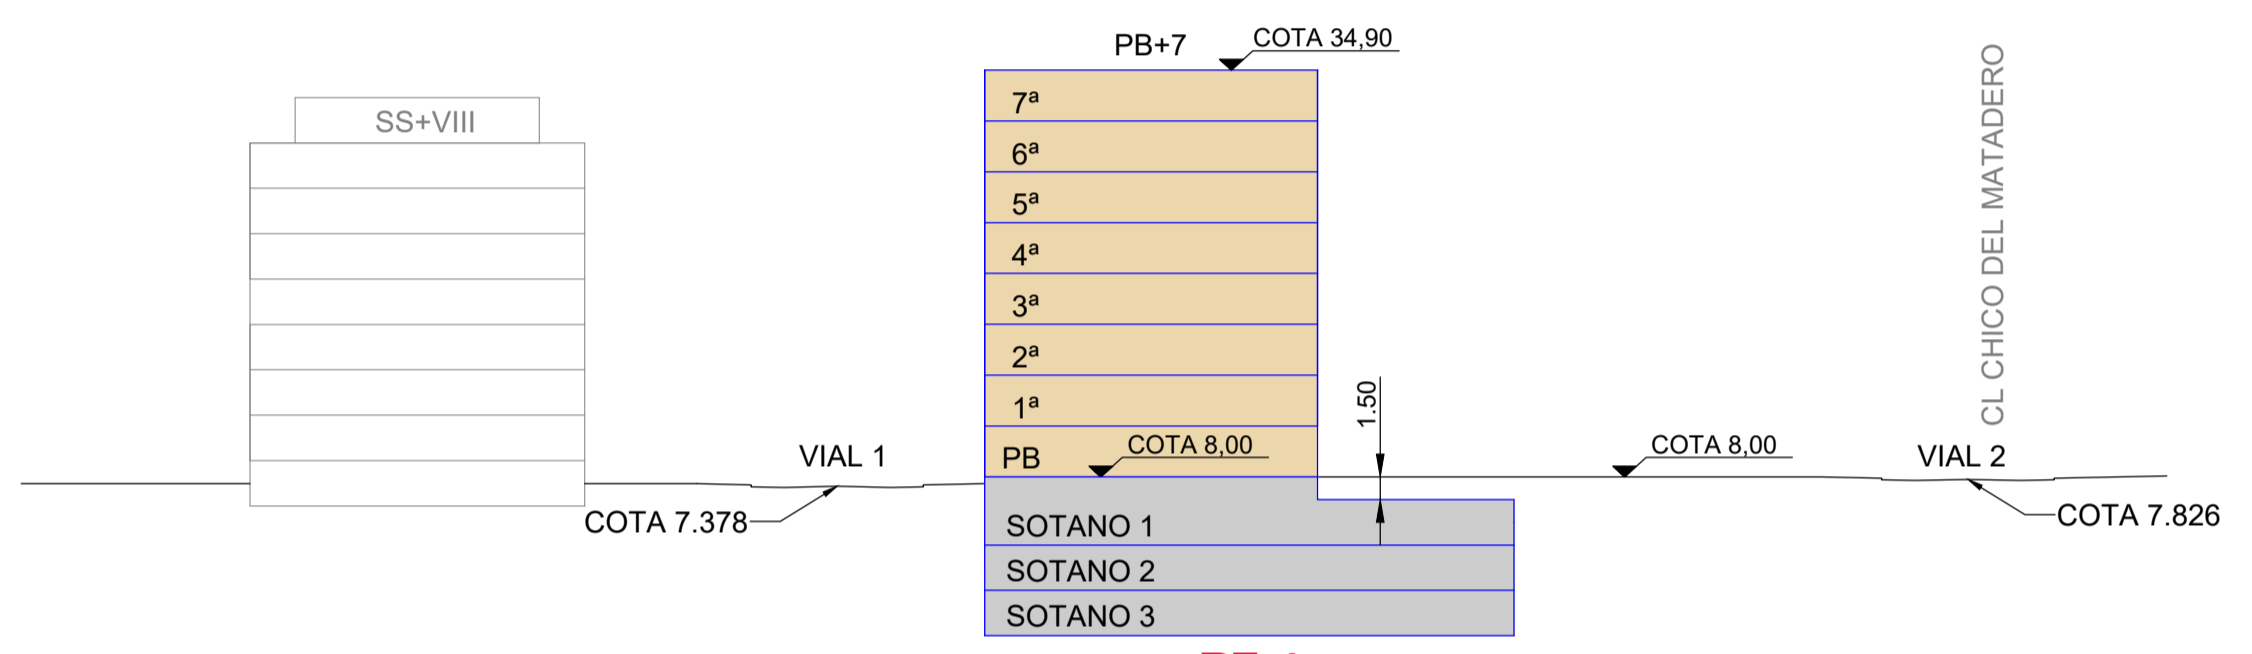 PB+7
COTA 34,90
SS+VIII
7ª
6ª
5ª
4ª
3ª
2ª
1ª
PB
COTA 8,00
1.50
VIAL 1
COTA 7.378
COTA 8,00
VIAL 2
COTA 7.826
CL CHICO DEL MATADERO
SOTANO 1
SOTANO 2
SOTANO 3